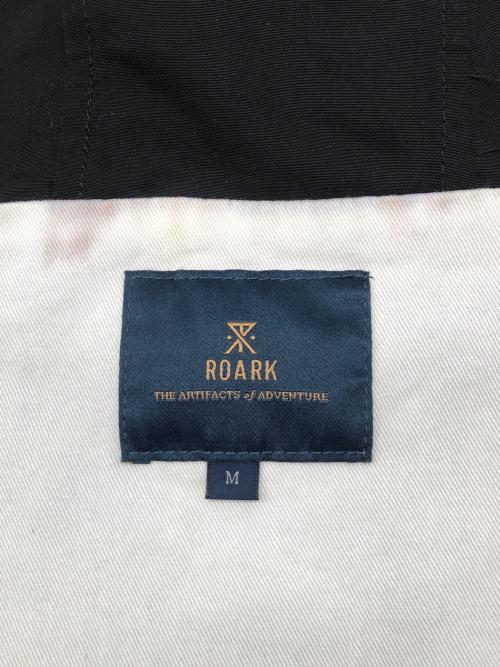 ROARK
THE ARTIFACTS of ADVENTURE
M